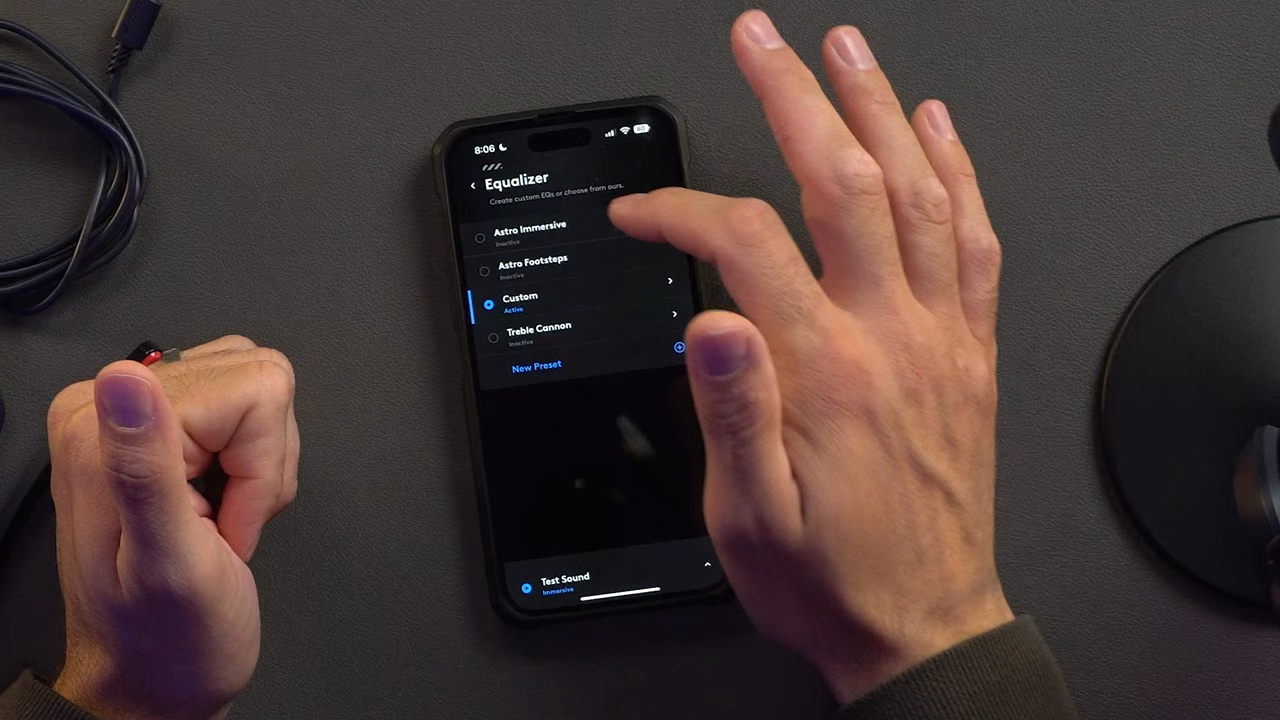 8:06
60
Equalizer
Create custom EQs or choose from ours.
Astro Immersive
Inactive
Astro Footsteps
Inactive
Custom
Active
Treble Cannon
Inactive
New Preset
Test Sound
Immersive